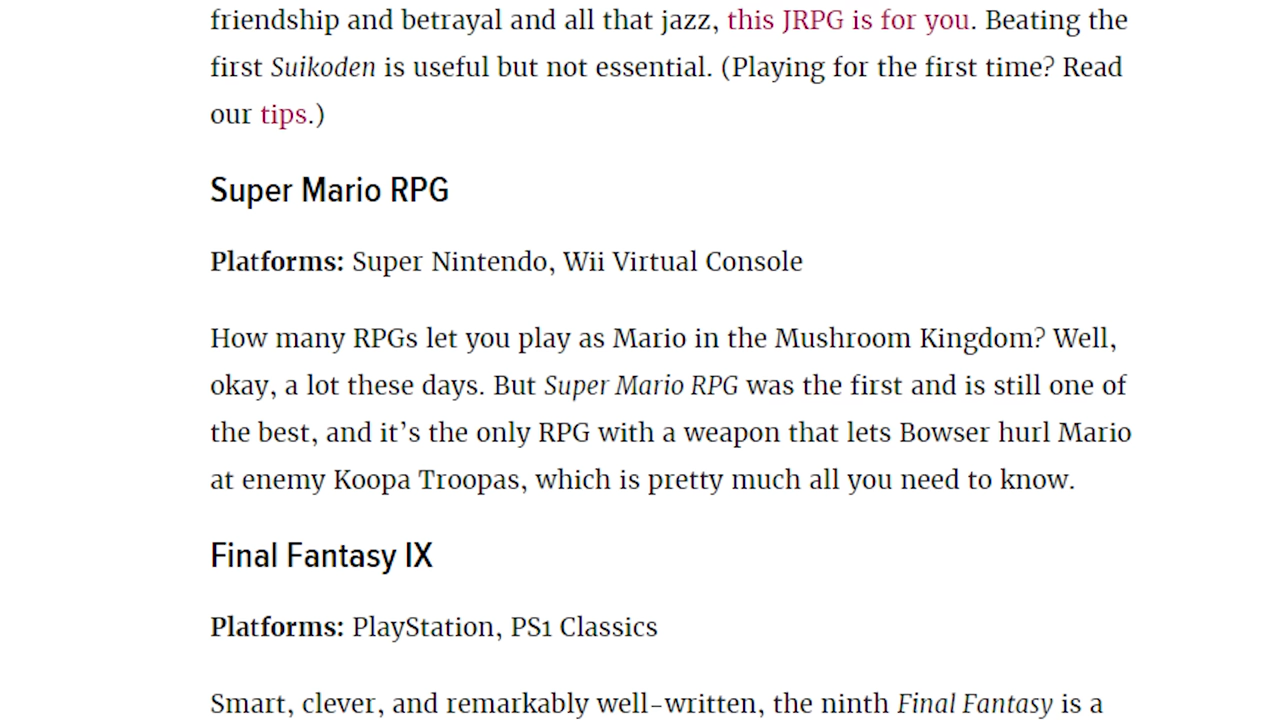 friendship and betrayal and all that jazz, this JRPG is for you. Beating the
first Suikoden is useful but not essential. (Playing for the first time? Read
our tips.)
Super Mario RPG
Platforms: Super Nintendo, Wii Virtual Console
How many RPGs let you play as Mario in the Mushroom Kingdom? Well,
okay, a lot these days. But Super Mario RPG was the first and is still one of
the best, and it’s the only RPG with a weapon that lets Bowser hurl Mario
at enemy Koopa Troopas, which is pretty much all you need to know.
Final Fantasy IX
Platforms: PlayStation, PS1 Classics
Smart, clever, and remarkably well-written, the ninth Final Fantasy is a